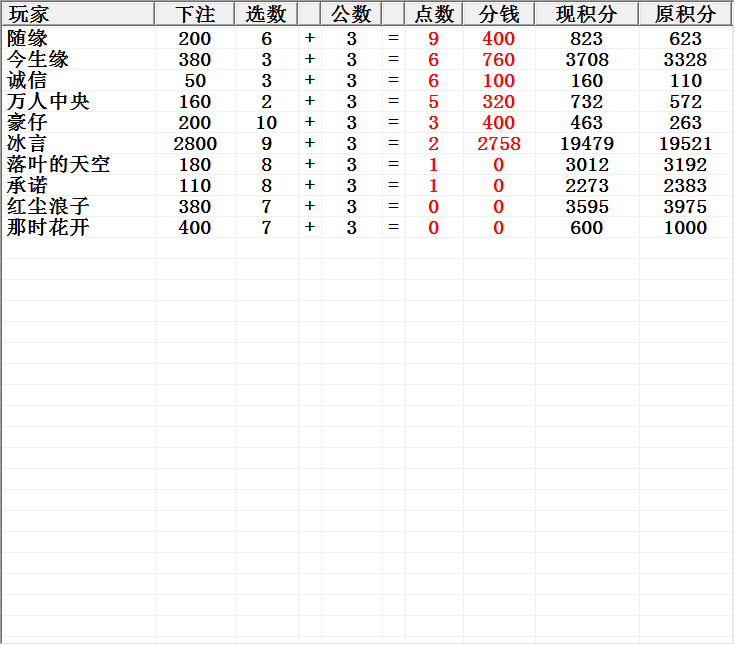 玩家 下注 选数 公数 点数 分钱 现积分 原积分
随缘 200 6 + 3 = 9 400 823 623
今生缘 380 3 + 3 = 6 760 3708 3328
诚信 50 3 + 3 = 6 100 160 110
万人中央 160 2 + 3 = 5 320 732 572
豪仔 200 10 + 3 = 3 400 463 263
冰言 2800 9 + 3 = 2 2758 19479 19521
落叶的天空 180 8 + 3 = 1 0 3012 3192
承诺 110 8 + 3 = 1 0 2273 2383
红尘浪子 380 7 + 3 = 0 0 3595 3975
那时花开 400 7 + 3 = 0 0 600 1000